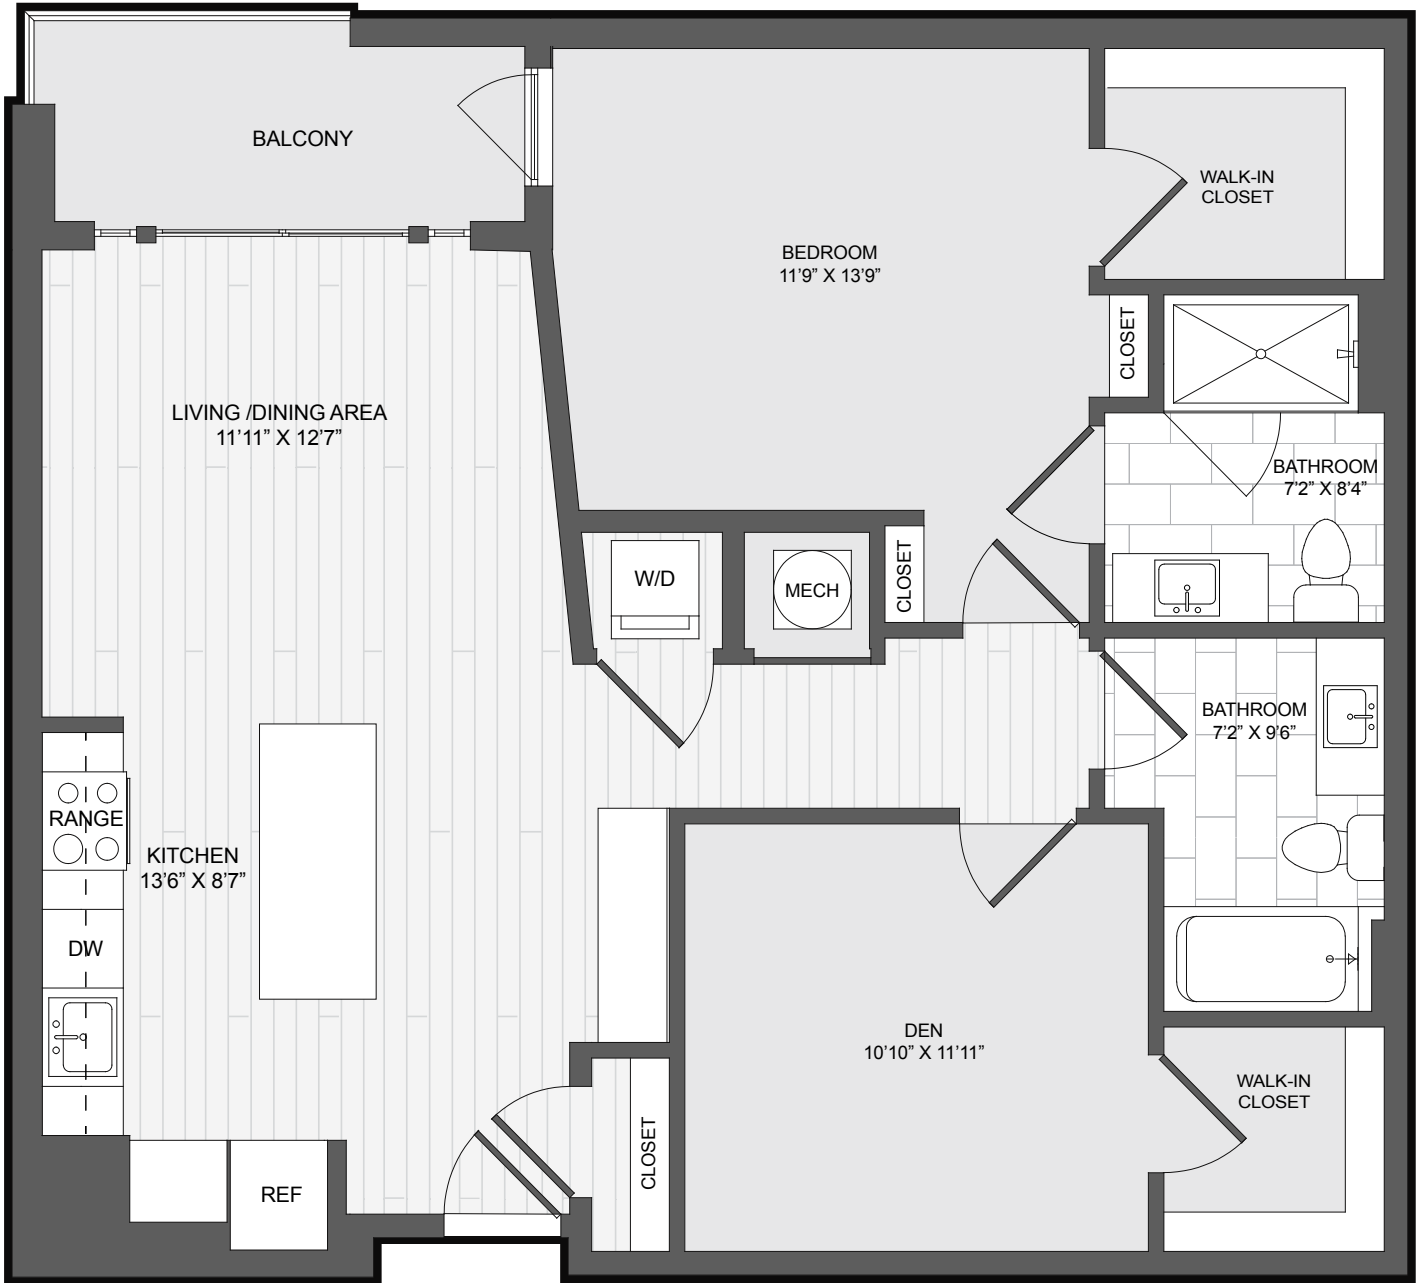 BALCONY
WALK-IN
CLOSET
BEDROOM
11’9” X 13’9”
CLOSET
LIVING /DINING AREA
11’11” X 12’7”
BATHROOM
7’2” X 8’4”
W/D
MECH
CLOSET
BATHROOM
7’2” X 9’6”
RANGE
KITCHEN
13’6” X 8’7”
DW
DEN
10’10” X 11’11”
WALK-IN
CLOSET
CLOSET
REF